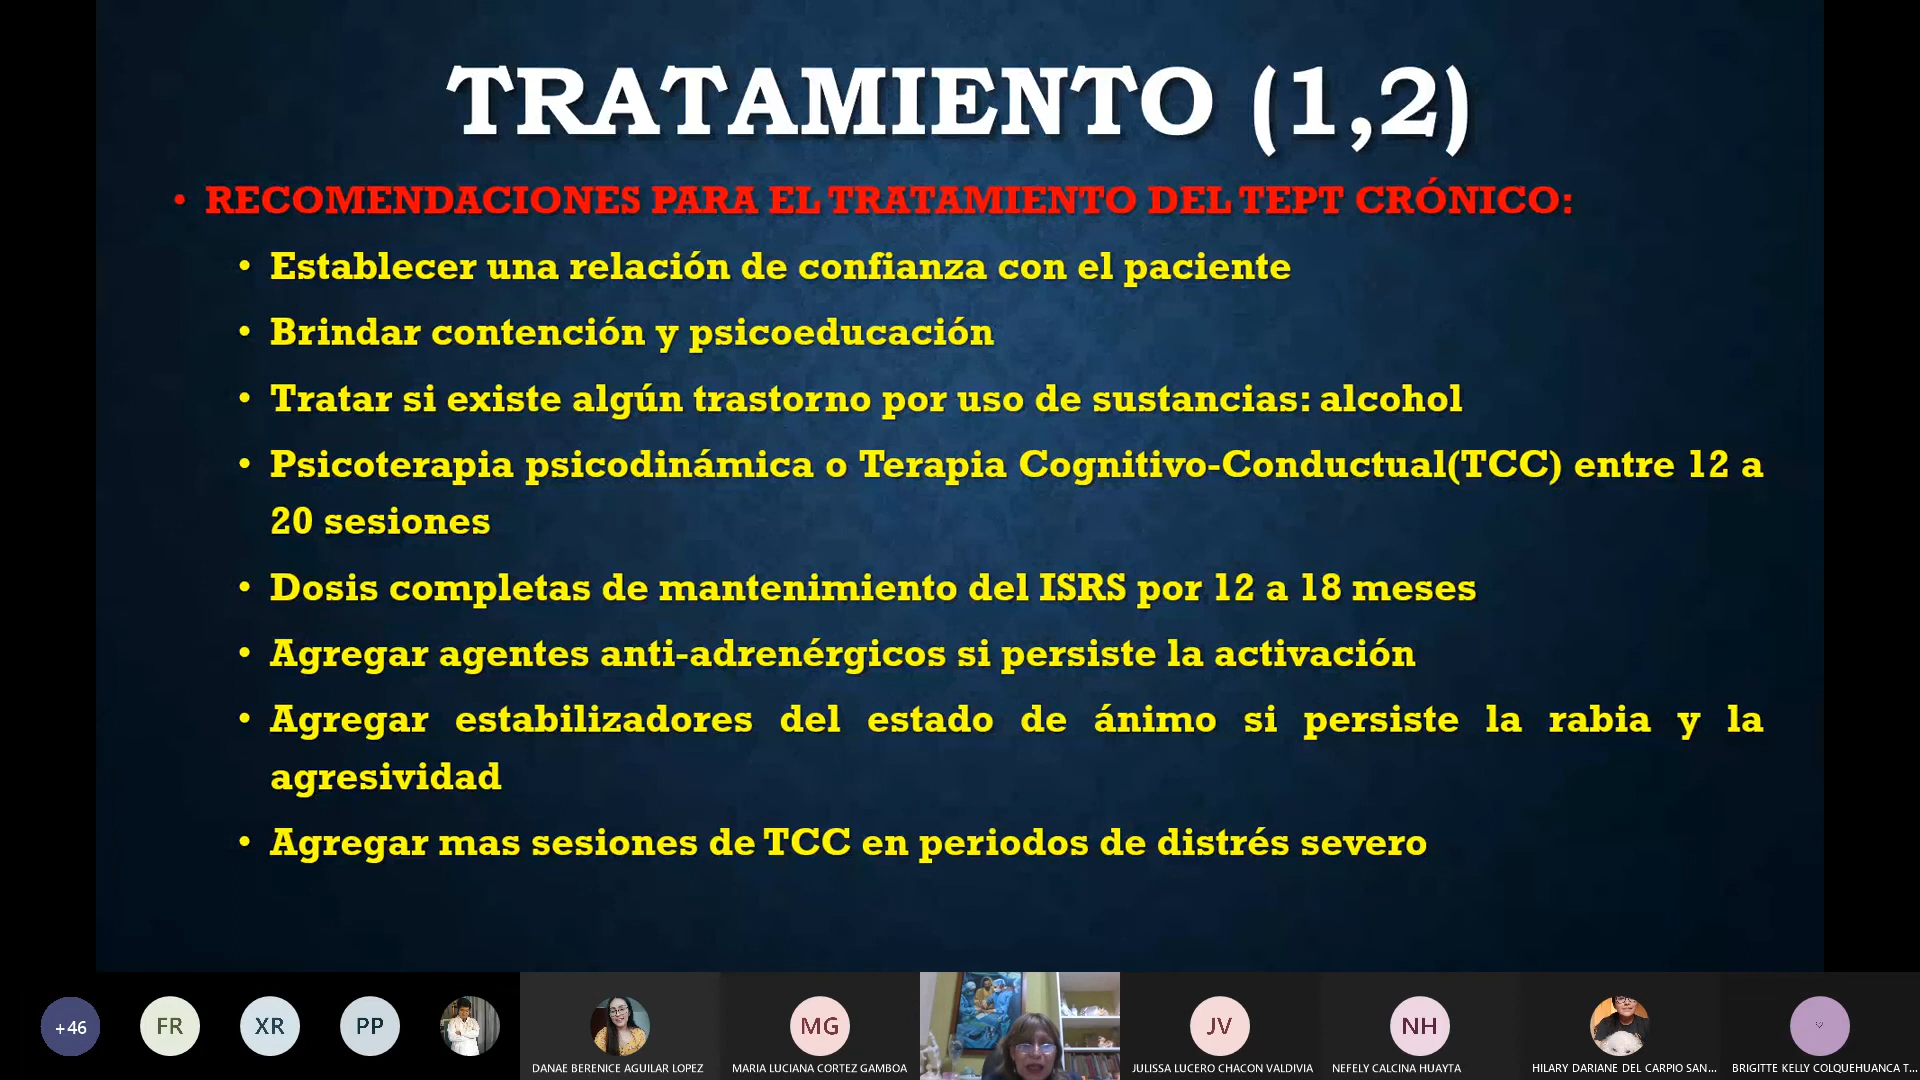 TRATAMIENTO (1,2)
• RECOMENDACIONES PARA EL TRATAMIENTO DEL TEPT CRÓNICO:
• Establecer una relación de confianza con el paciente
• Brindar contención y psicoeducación
• Tratar si existe algún trastorno por uso de sustancias: alcohol
• Psicoterapia psicodinámica o Terapia Cognitivo-Conductual(TCC) entre 12 a
20 sesiones
• Dosis completas de mantenimiento del ISRS por 12 a 18 meses
• Agregar agentes anti-adrenérgicos si persiste la activación
• Agregar estabilizadores del estado de ánimo si persiste la rabia y la
agresividad
• Agregar mas sesiones de TCC en periodos de distrés severo
+46
FR
XR
PP
DANAE BERENICE AGUILAR LOPEZ
MG
MARIA LUCIANA CORTEZ GAMBOA
JV
JULISSA LUCERO CHACON VALDIVIA
NH
NEFELY CALCINA HUAYTA
HILARY DARIANE DEL CARPIO SAN...
BRIGITTE KELLY COLQUEHUANCA T...